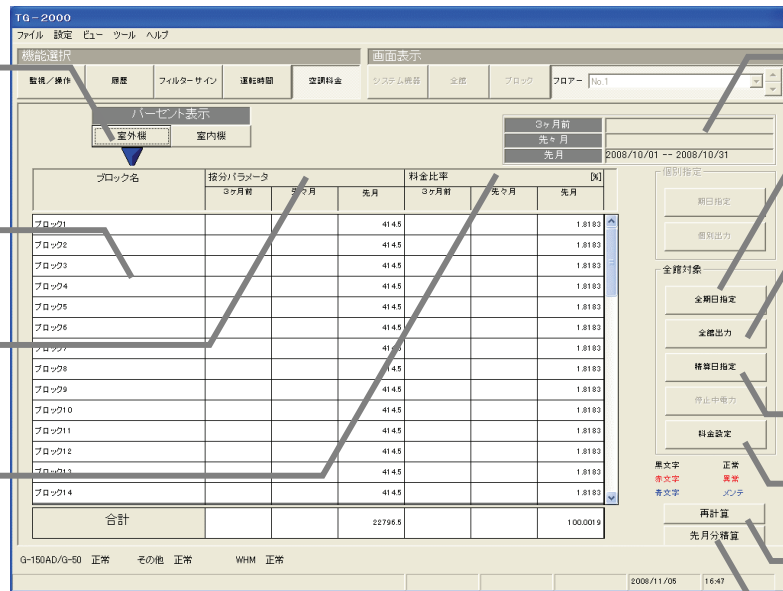 TG-2000
ファイル 設定 ビュー ツール ヘルプ
機能選択 画面表示
監視／操作 履歴 フィルターサイン 運転時間 空調料金 システム機器 全館 ブロック フロアー No.1
パーセント表示
室外機 室内機
3ヶ月前
先々月
先月 2008/10/01 -- 2008/10/31
ブロック名 按分パラメータ 料金比率 [%]
3ヶ月前 先々月 先月 3ヶ月前 先々月 先月
ブロック1 414.5 1.8183
ブロック2 414.5 1.8183
ブロック3 414.5 1.8183
ブロック4 414.5 1.8183
ブロック5 414.5 1.8183
ブロック6 414.5 1.8183
ブロック7 414.5 1.8183
ブロック8 414.5 1.8183
ブロック9 414.5 1.8183
ブロック10 414.5 1.8183
ブロック11 414.5 1.8183
ブロック12 414.5 1.8183
ブロック13 414.5 1.8183
ブロック14 414.5 1.8183
合計 22796.5 100.0019
個別指定
期日指定
個別出力
全館対象
全期日指定
全館出力
積算日指定
停止中電力
料金設定
黒文字 正常
赤文字 異常
青文字 メンテ
再計算
先月分積算
G-150AD/G-50 正常 その他 正常 WHM 正常
2008/11/05 16:47